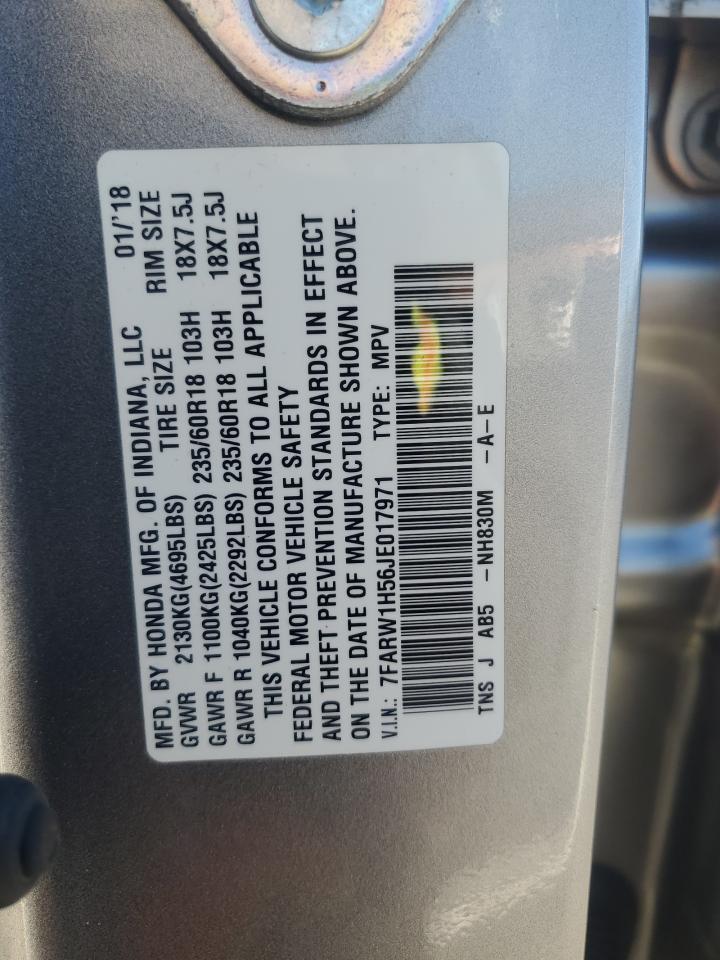 MFD. BY HONDA MFG. OF INDIANA, LLC 01/'18
GVWR 2130KG(4695LBS) TIRE SIZE RIM SIZE
GAWR F 1100KG(2425LBS) 235/60R18 103H 18X7.5J
GAWR R 1040KG(2292LBS) 235/60R18 103H 18X7.5J
THIS VEHICLE CONFORMS TO ALL APPLICABLE
FEDERAL MOTOR VEHICLE SAFETY
AND THEFT PREVENTION STANDARDS IN EFFECT
ON THE DATE OF MANUFACTURE SHOWN ABOVE.
V.I.N.: 7FARW1H56JE017971 TYPE: MPV
TNS J AB5 -NH830M -A-E